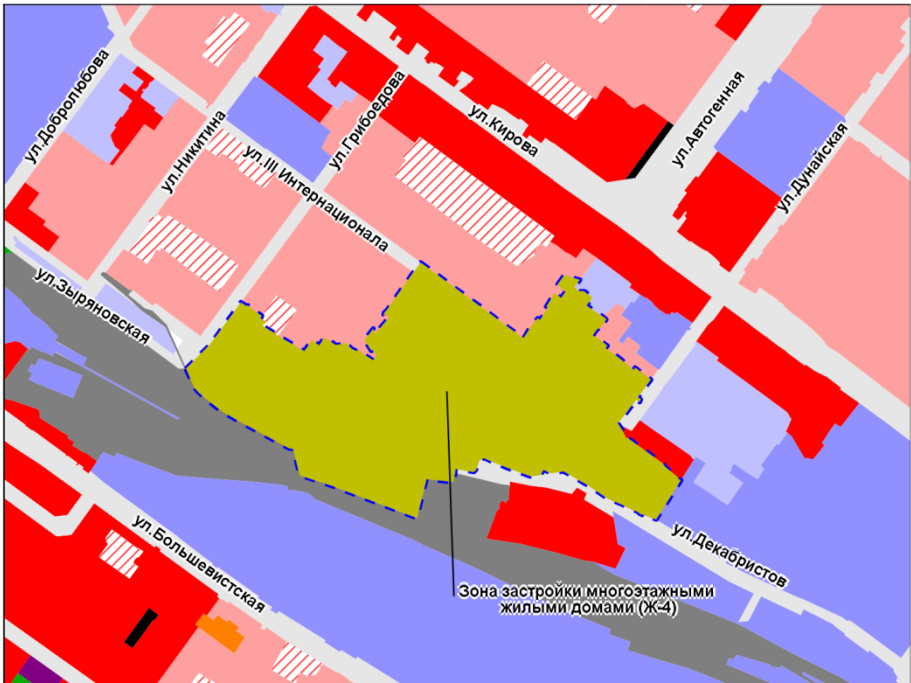 ул.Добролюбова
ул.Никитина
ул.Грибоедова
ул.Кирова
ул.Автогенная
ул.Дунайская
ул.III Интернационала
ул.Зыряновская
ул.Большевистская
ул.Декабристов
Зона застройки многоэтажными
жилыми домами (Ж-4)